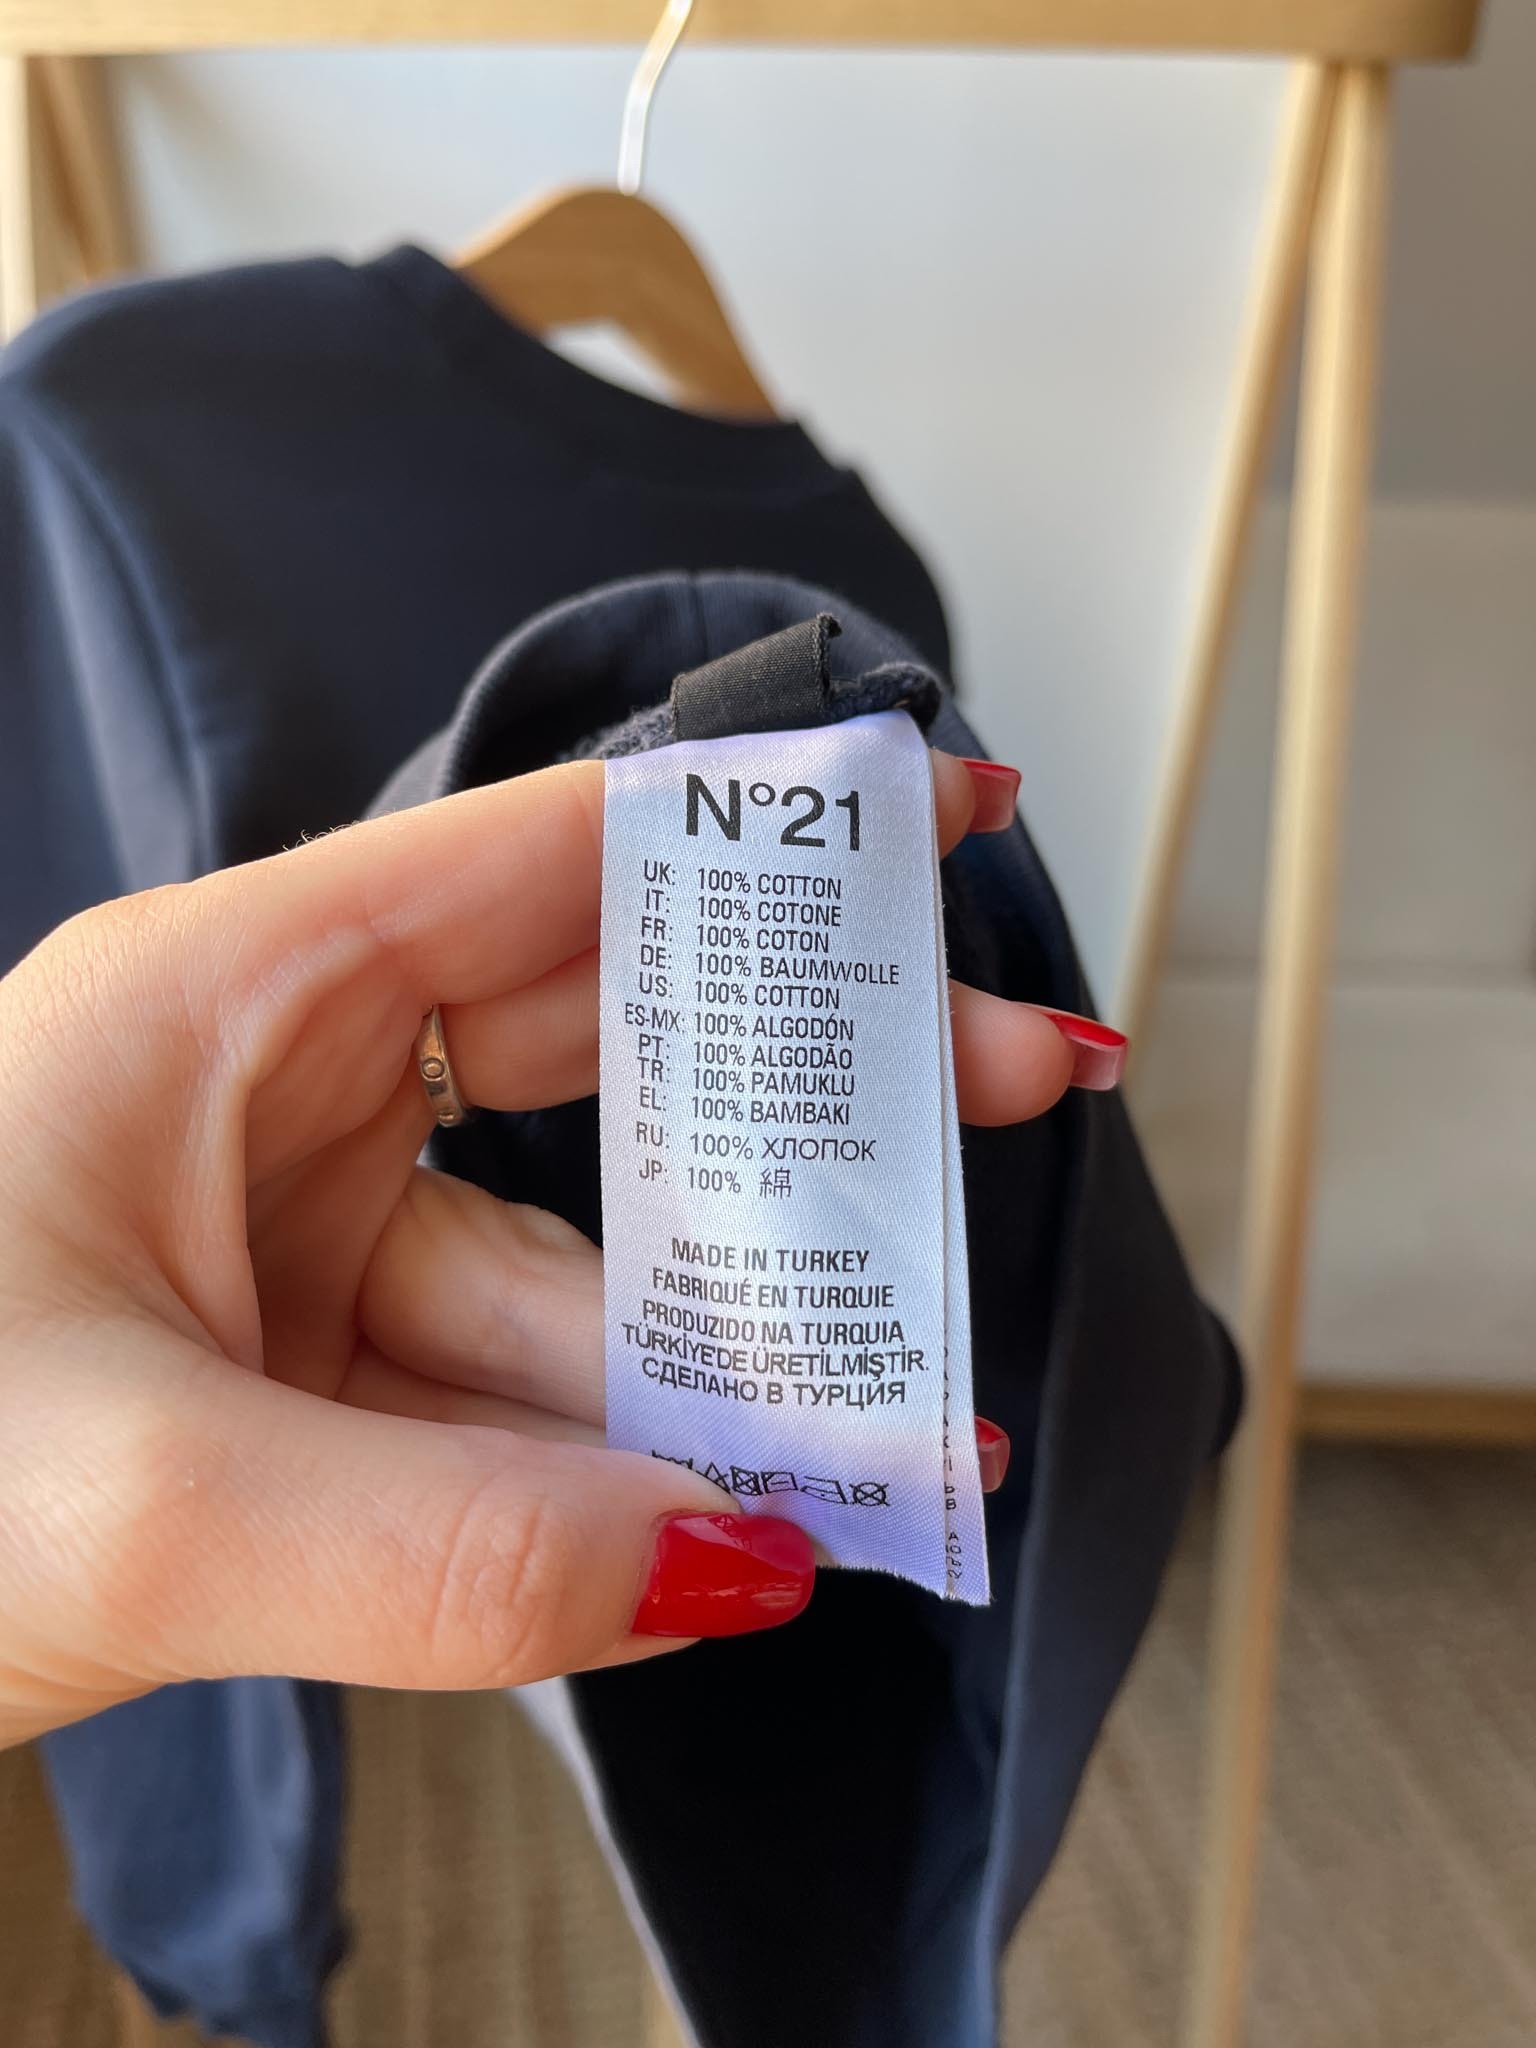 N°21
UK: 100% COTTON
IT: 100% COTONE
FR: 100% COTON
DE: 100% BAUMWOLLE
US: 100% COTTON
ES-MX: 100% ALGODÓN
PT: 100% ALGODÃO
TR: 100% PAMUKLU
EL: 100% BAMBAKI
RU: 100% ХЛОПОК
JP: 100% 綿
MADE IN TURKEY
FABRIQUÉ EN TURQUIE
PRODUZIDO NA TURQUIA
TÜRKİYEDE ÜRETİLMİŞTİR.
СДЕЛАНО В ТУРЦИЯ